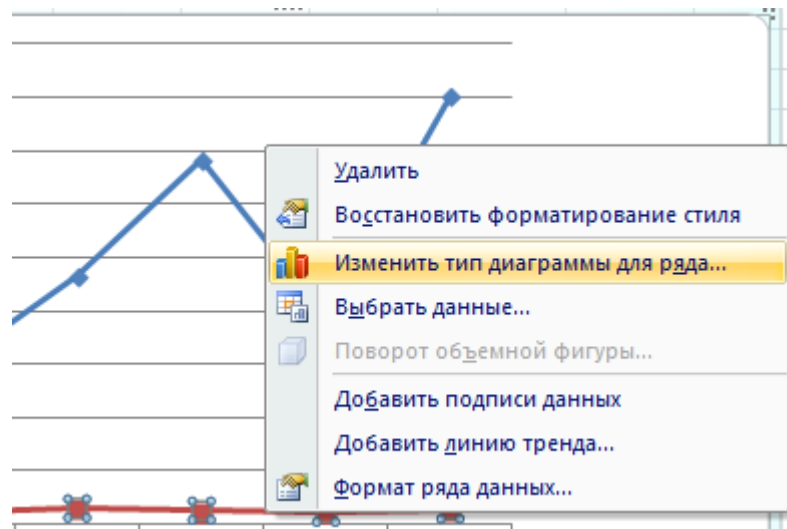 Удалить
Восстановить форматирование стиля
Изменить тип диаграммы для ряда...
Выбрать данные...
Поворот объемной фигуры...
Добавить подписи данных
Добавить линию тренда...
Формат ряда данных...